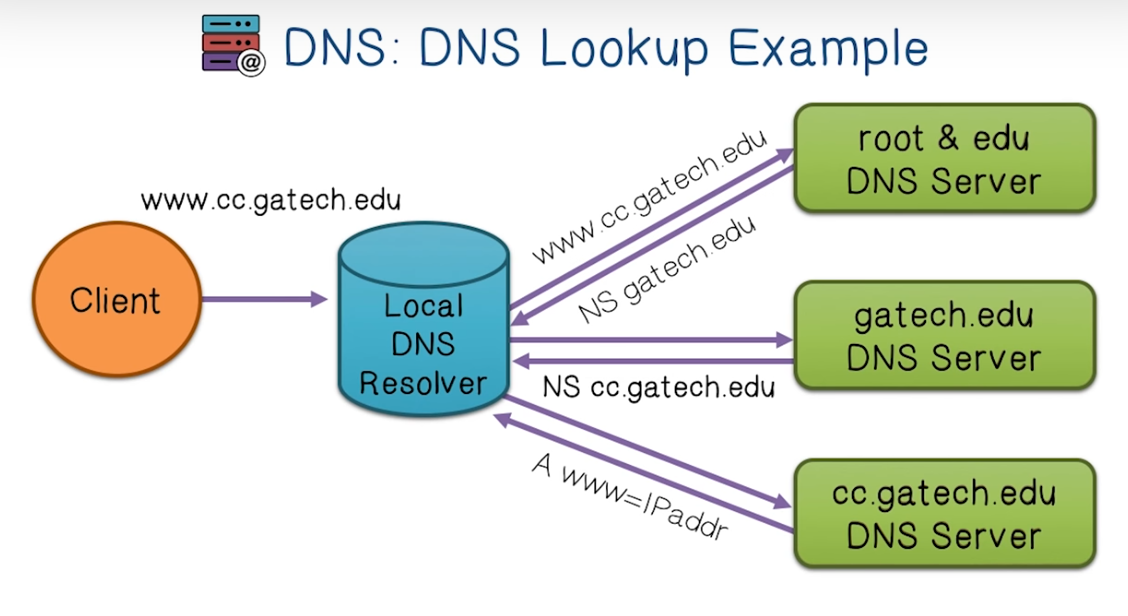 @
DNS: DNS Lookup Example
www.cc.gatech.edu
Client
Local
DNS
Resolver
www.cc.gatech.edu
NS gatech.edu
root & edu
DNS Server
NS cc.gatech.edu
gatech.edu
DNS Server
A www=IPaddr
cc.gatech.edu
DNS Server